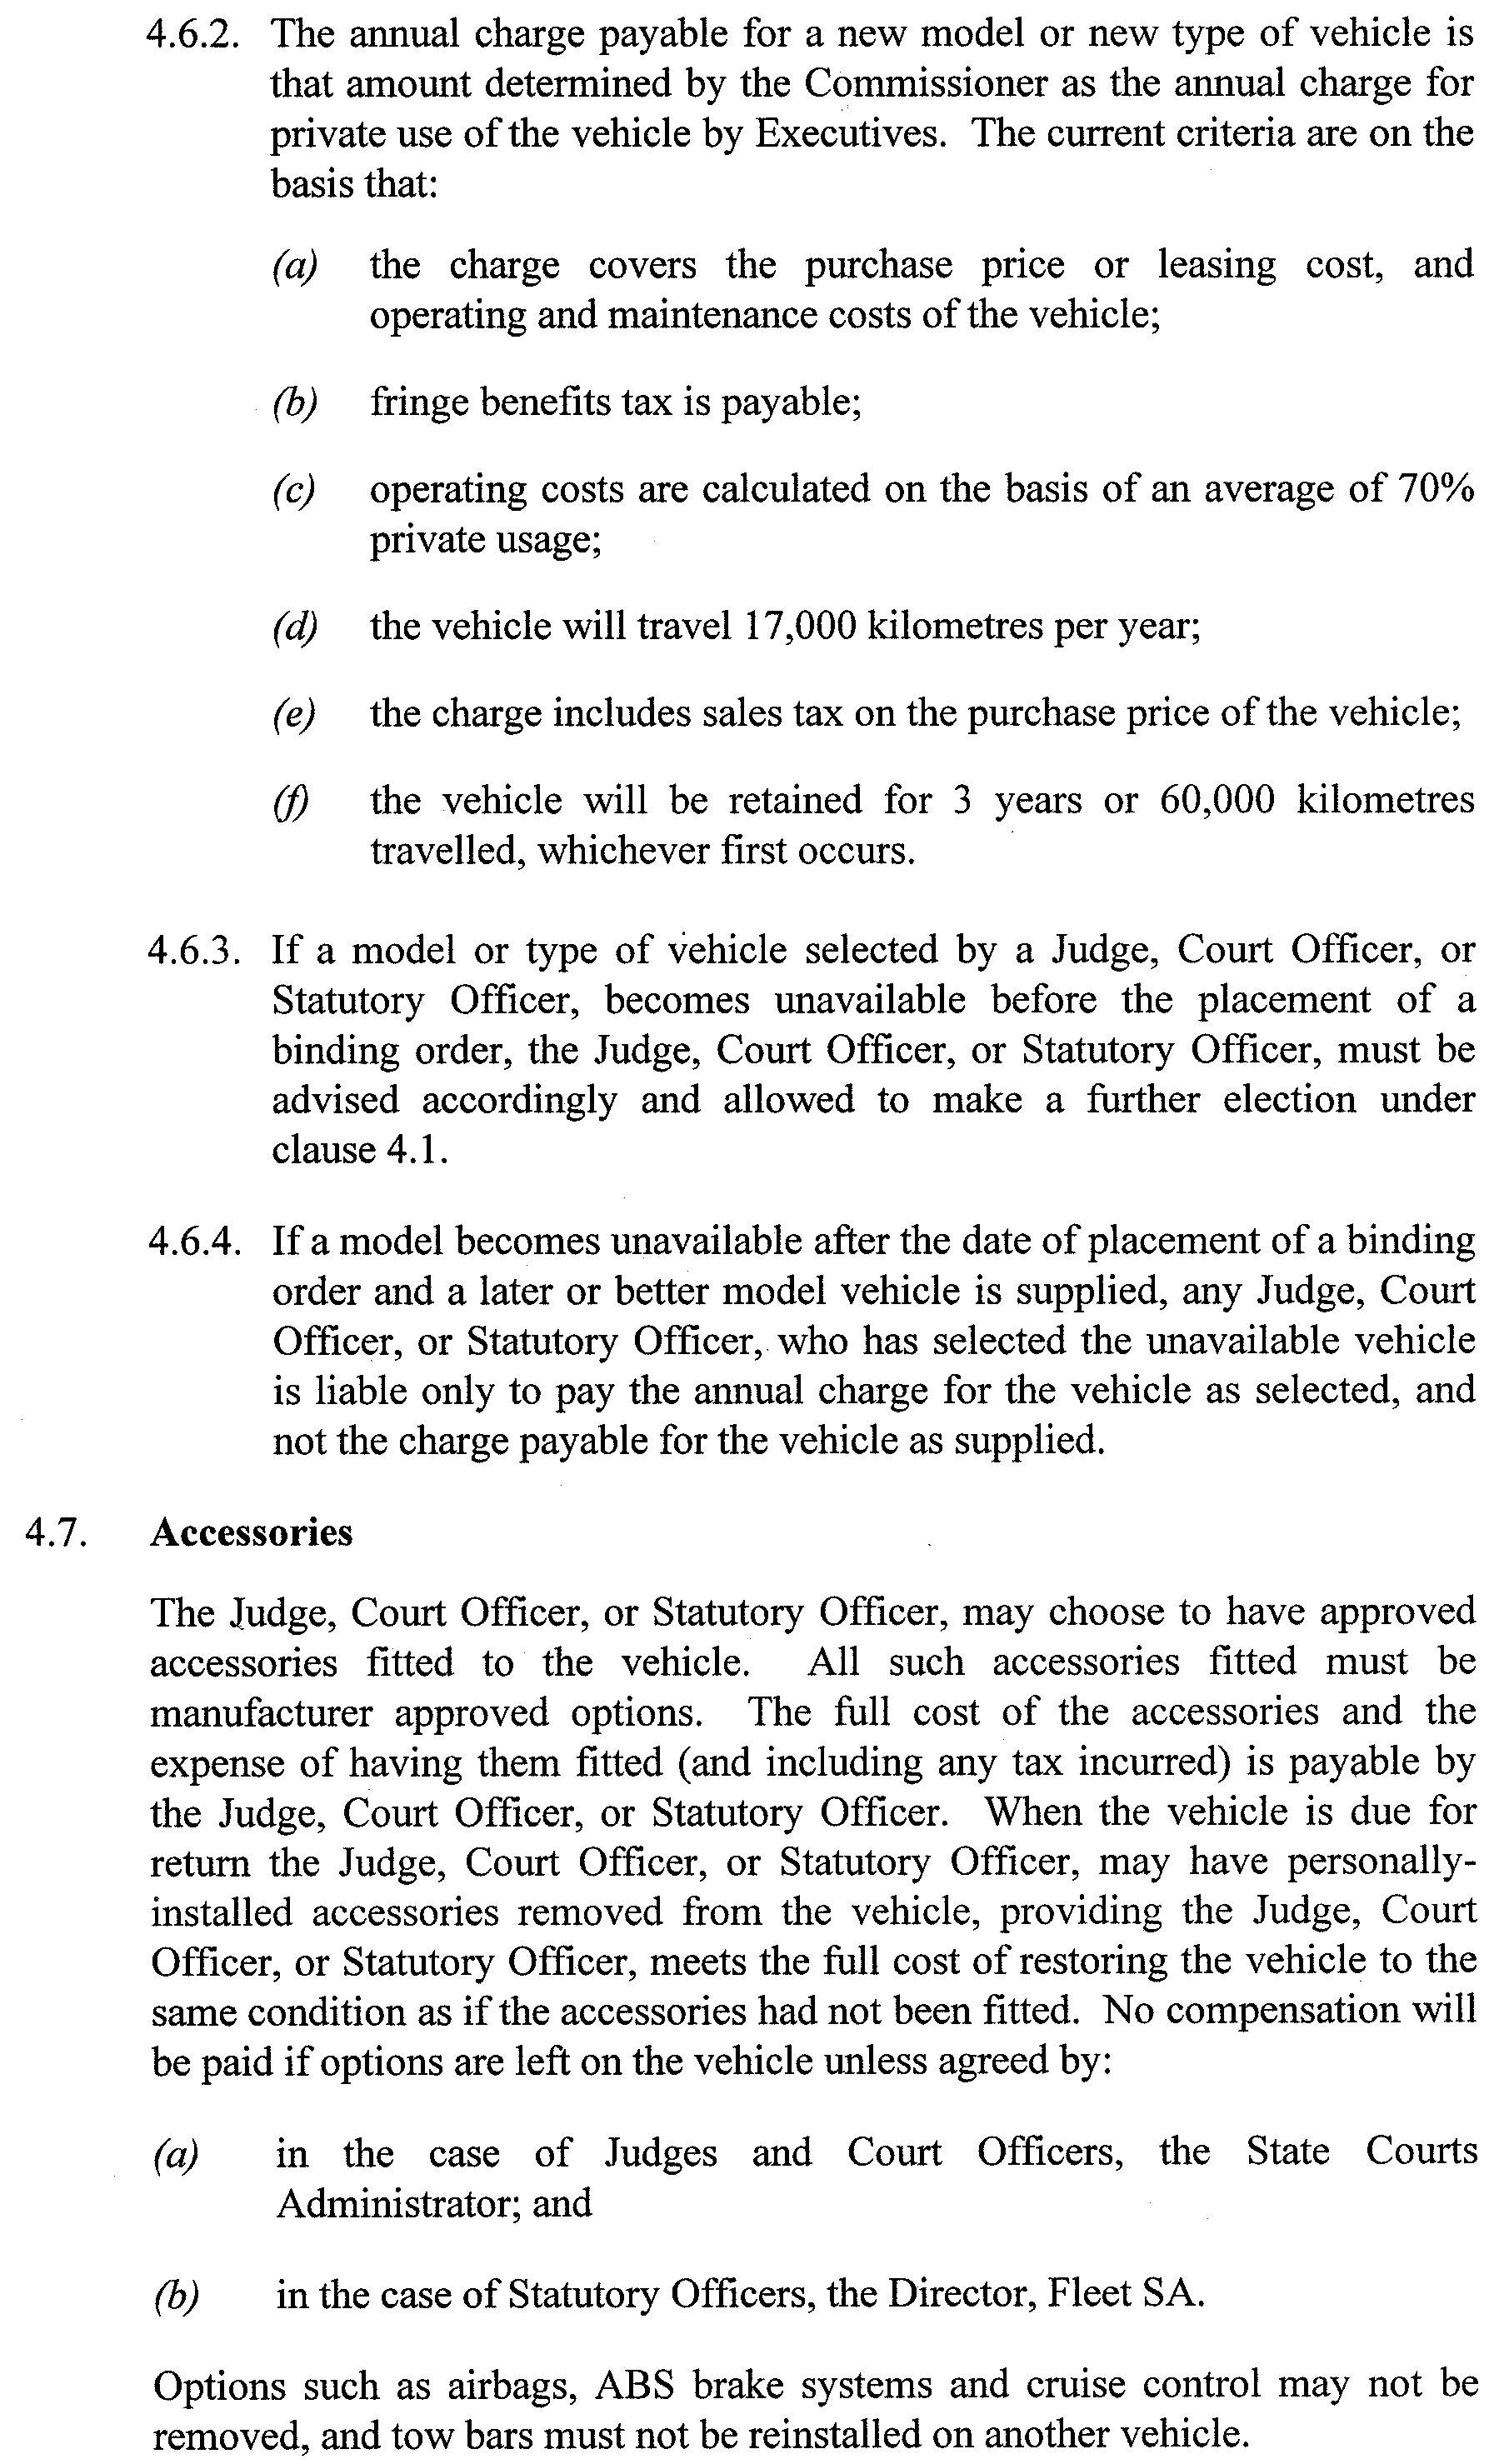 4.6.2. The annual charge payable for a new model or new type of vehicle is
that amount determined by the Commissioner as the annual charge for
private use of the vehicle by Executives. The current criteria are on the
basis that:
(a) the charge covers the purchase price or leasing cost, and
operating and maintenance costs of the vehicle;
(b) fringe benefits tax is payable;
(c) operating costs are calculated on the basis of an average of 70%
private usage;
(d) the vehicle will travel 17,000 kilometres per year;
(e) the charge includes sales tax on the purchase price of the vehicle;
(f) the vehicle will be retained for 3 years or 60,000 kilometres
travelled, whichever first occurs.
4.6.3. If a model or type of vehicle selected by a Judge, Court Officer, or
Statutory Officer, becomes unavailable before the placement of a
binding order, the Judge, Court Officer, or Statutory Officer, must be
advised accordingly and allowed to make a further election under
clause 4.1.
4.6.4. If a model becomes unavailable after the date of placement of a binding
order and a later or better model vehicle is supplied, any Judge, Court
Officer, or Statutory Officer, who has selected the unavailable vehicle
is liable only to pay the annual charge for the vehicle as selected, and
not the charge payable for the vehicle as supplied.
4.7. Accessories
The Judge, Court Officer, or Statutory Officer, may choose to have approved
accessories fitted to the vehicle. All such accessories fitted must be
manufacturer approved options. The full cost of the accessories and the
expense of having them fitted (and including any tax incurred) is payable by
the Judge, Court Officer, or Statutory Officer. When the vehicle is due for
return the Judge, Court Officer, or Statutory Officer, may have personally-
installed accessories removed from the vehicle, providing the Judge, Court
Officer, or Statutory Officer, meets the full cost of restoring the vehicle to the
same condition as if the accessories had not been fitted. No compensation will
be paid if options are left on the vehicle unless agreed by:
(a) in the case of Judges and Court Officers, the State Courts
Administrator; and
(b) in the case of Statutory Officers, the Director, Fleet SA.
Options such as airbags, ABS brake systems and cruise control may not be
removed, and tow bars must not be reinstalled on another vehicle.